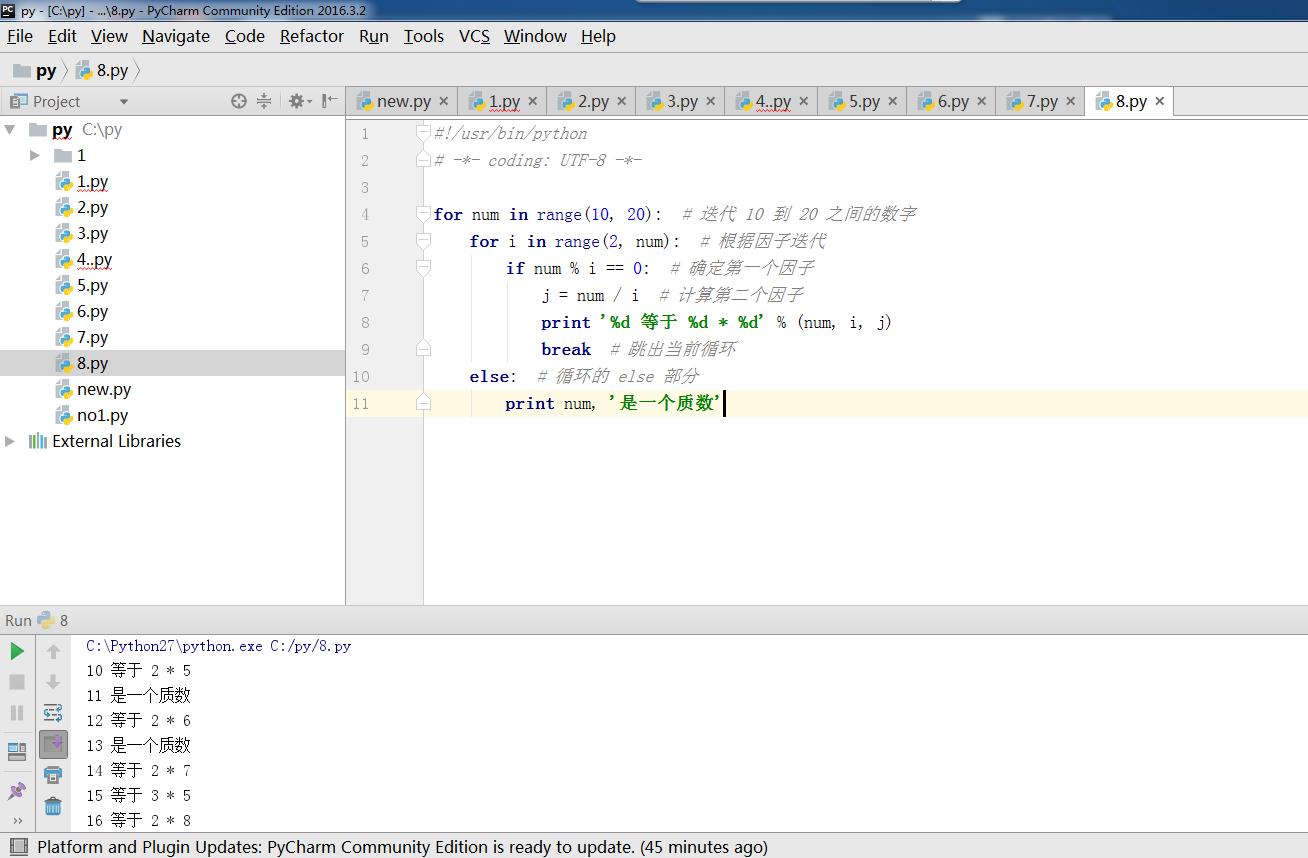 py - [C:\py] - ...\8.py - PyCharm Community Edition 2016.3.2
File Edit View Navigate Code Refactor Run Tools VCS Window Help
py 8.py
Project
new.py 1.py 2.py 3.py 4..py 5.py 6.py 7.py 8.py
py C:\py
1
1.py
2.py
3.py
4..py
5.py
6.py
7.py
8.py
new.py
no1.py
External Libraries
1 #!/usr/bin/python
2 # -*- coding: UTF-8 -*-
3
4 for num in range(10, 20): # 迭代 10 到 20 之间的数字
5 for i in range(2, num): # 根据因子迭代
6 if num % i == 0: # 确定第一个因子
7 j = num / i # 计算第二个因子
8 print '%d 等于 %d * %d' % (num, i, j)
9 break # 跳出当前循环
10 else: # 循环的 else 部分
11 print num, '是一个质数'
Run 8
C:\Python27\python.exe C:/py/8.py
10 等于 2 * 5
11 是一个质数
12 等于 2 * 6
13 是一个质数
14 等于 2 * 7
15 等于 3 * 5
16 等于 2 * 8
Platform and Plugin Updates: PyCharm Community Edition is ready to update. (45 minutes ago)